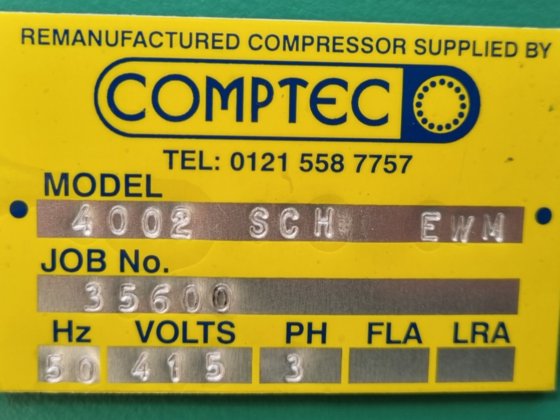 REMANUFACTURED COMPRESSOR SUPPLIED BY
COMPTEC
TEL: 0121 558 7757
MODEL
4002 SCH EWM
JOB No.
35600
Hz VOLTS PH FLA LRA
50 415 3